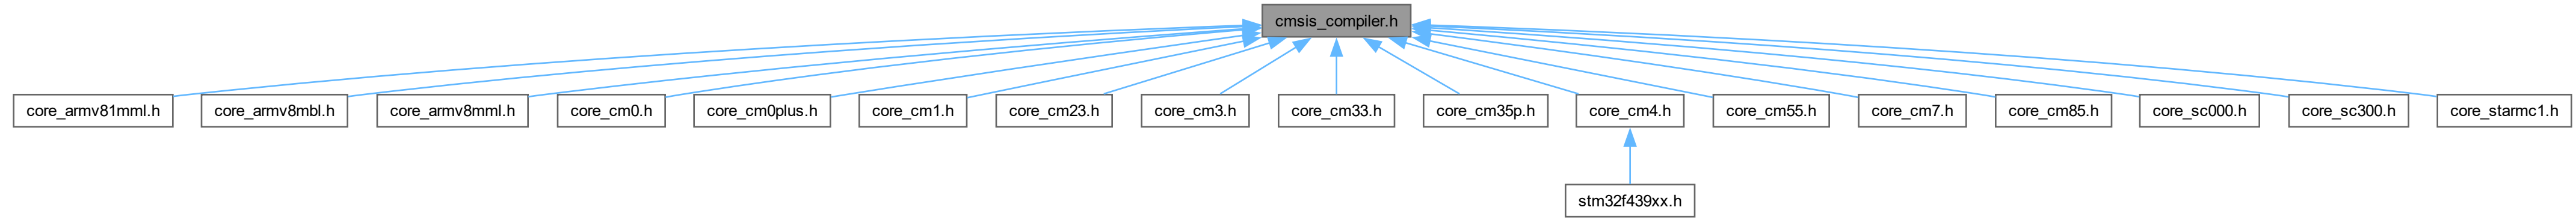 cmsis_compiler.h
core_armv81mml.h
core_armv8mbl.h
core_armv8mml.h
core_cm0.h
core_cm0plus.h
core_cm1.h
core_cm23.h
core_cm3.h
core_cm33.h
core_cm35p.h
core_cm4.h
core_cm55.h
core_cm7.h
core_cm85.h
core_sc000.h
core_sc300.h
core_starmc1.h
stm32f439xx.h